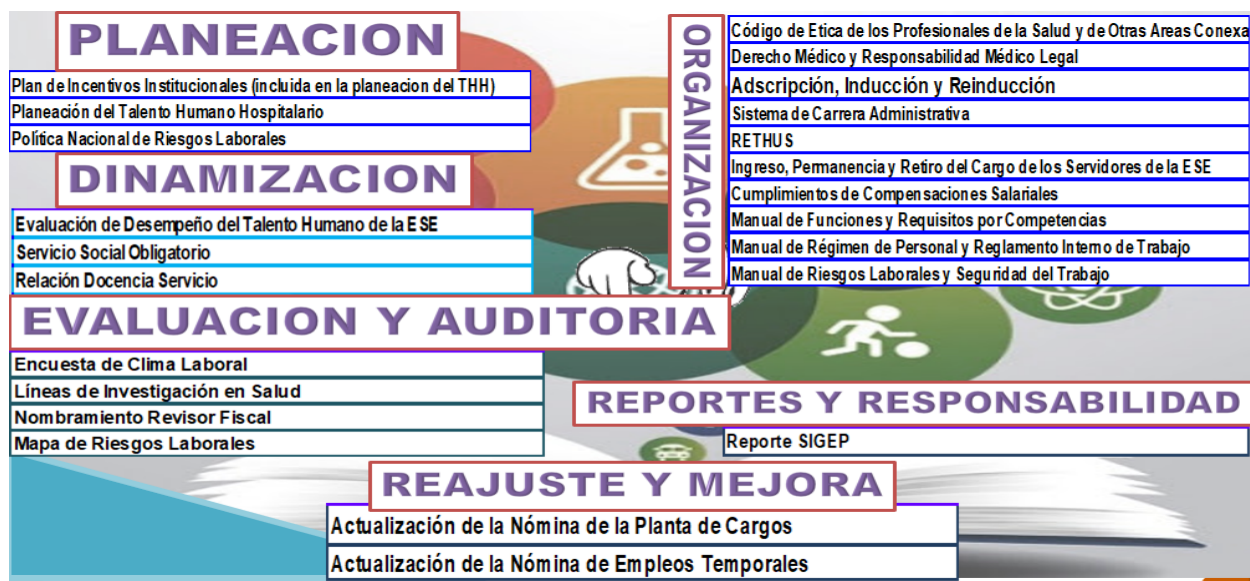 PLANEACION
Plan de Incentivos Institucionales (incluida en la planeacion del THH)
Planeación del Talento Humano Hospitalario
Política Nacional de Riesgos Laborales
DINAMIZACION
Evaluación de Desempeño del Talento Humano de la ESE
Servicio Social Obligatorio
Relación Docencia Servicio
ORGANIZACION
Código de Etica de los Profesionales de la Salud y de Otras Areas Conexa
Derecho Médico y Responsabilidad Médico Legal
Adscripción, Inducción y Reinducción
Sistema de Carrera Administrativa
RETHUS
Ingreso, Permanencia y Retiro del Cargo de los Servidores de la ESE
Cumplimientos de Compensaciones Salariales
Manual de Funciones y Requisitos por Competencias
Manual de Régimen de Personal y Reglamento Interno de Trabajo
Manual de Riesgos Laborales y Seguridad del Trabajo
EVALUACION Y AUDITORIA
Encuesta de Clima Laboral
Líneas de Investigación en Salud
Nombramiento Revisor Fiscal
Mapa de Riesgos Laborales
REPORTES Y RESPONSABILIDAD
Reporte SIGEP
REAJUSTE Y MEJORA
Actualización de la Nómina de la Planta de Cargos
Actualización de la Nómina de Empleos Temporales